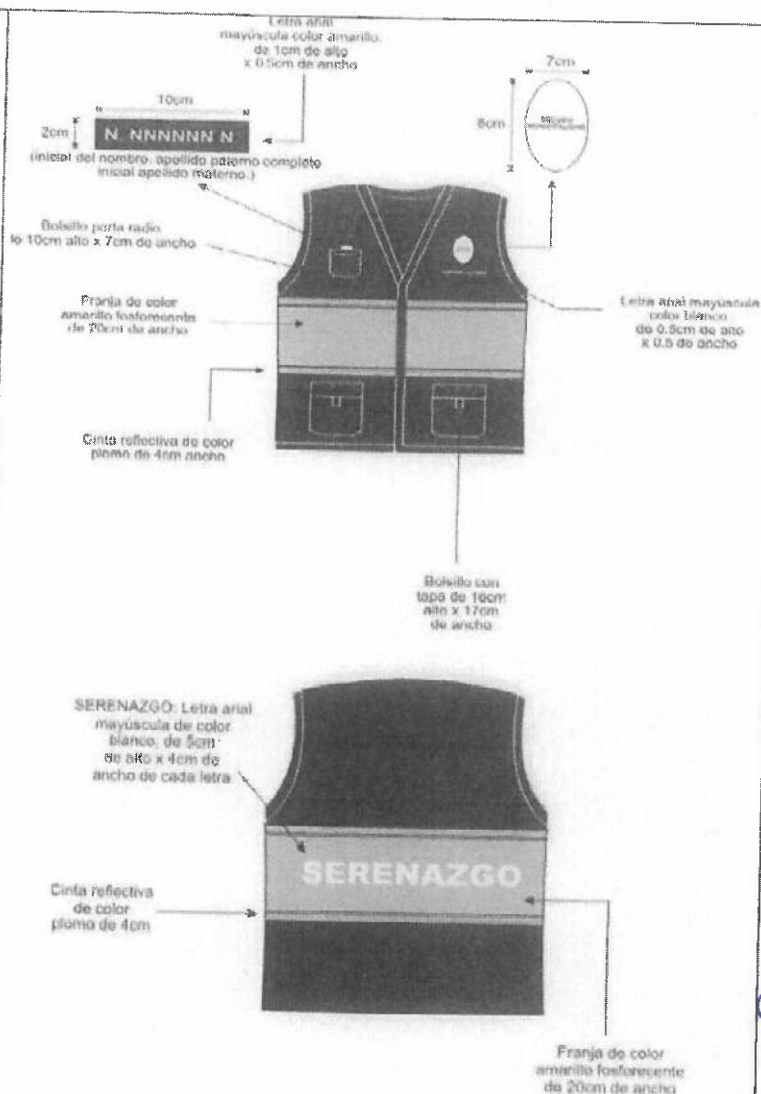 Letra arial
mayúscula color amarillo,
de 1cm de alto
x 0.5cm de ancho
10cm
2cm
N. NNNNNN N.
(inicial del nombre, apellido paterno completo
inicial apellido materno.)
7cm
8cm
Bolsillo porta radio
10cm alto x 7cm de ancho
Franja de color
amarillo fosforescente
de 20cm de ancho
Letra arial mayúscula
color blanco
de 0.5cm de alto
x 0.5 de ancho
Cinta reflectiva de color
plomo de 4cm ancho
Bolsillo con
tapa de 16cm
alto x 17cm
de ancho
SERENAZGO: Letra arial
mayúscula de color
blanco, de 5cm
de alto x 4cm de
ancho de cada letra
SERENAZGO
Cinta reflectiva
de color
plomo de 4cm
Franja de color
amarillo fosforecente
de 20cm de ancho